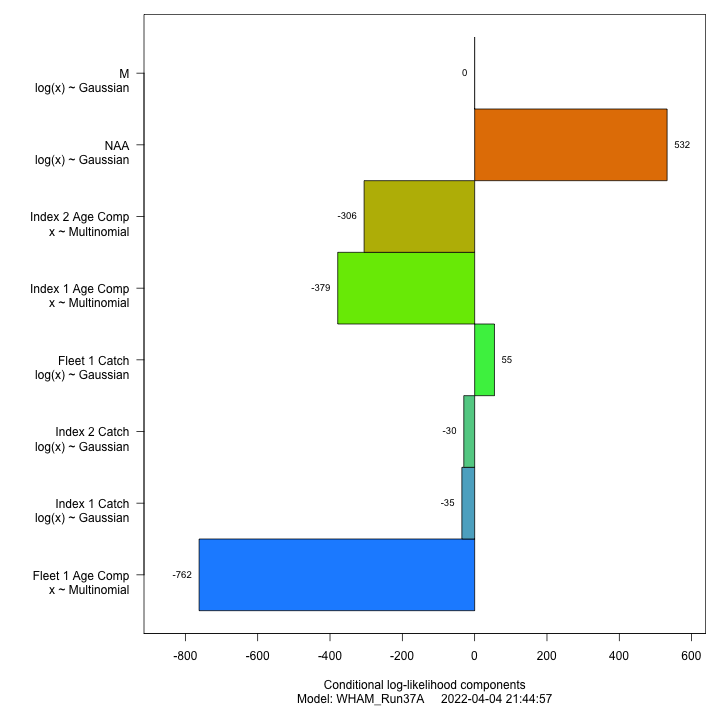 M
log(x) ~ Gaussian
0
NAA
log(x) ~ Gaussian
532
Index 2 Age Comp
x ~ Multinomial
-306
Index 1 Age Comp
x ~ Multinomial
-379
Fleet 1 Catch
log(x) ~ Gaussian
55
Index 2 Catch
log(x) ~ Gaussian
-30
Index 1 Catch
log(x) ~ Gaussian
-35
Fleet 1 Age Comp
x ~ Multinomial
-762
-800 -600 -400 -200 0 200 400 600
Conditional log-likelihood components
Model: WHAM_Run37A 2022-04-04 21:44:57